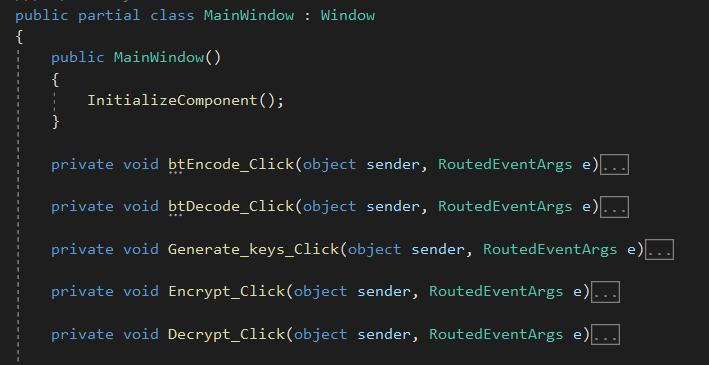 public partial class MainWindow : Window
{
public MainWindow()
{
InitializeComponent();
}
private void btEncode_Click(object sender, RoutedEventArgs e)...
private void btDecode_Click(object sender, RoutedEventArgs e)...
private void Generate_keys_Click(object sender, RoutedEventArgs e)...
private void Encrypt_Click(object sender, RoutedEventArgs e)...
private void Decrypt_Click(object sender, RoutedEventArgs e)...